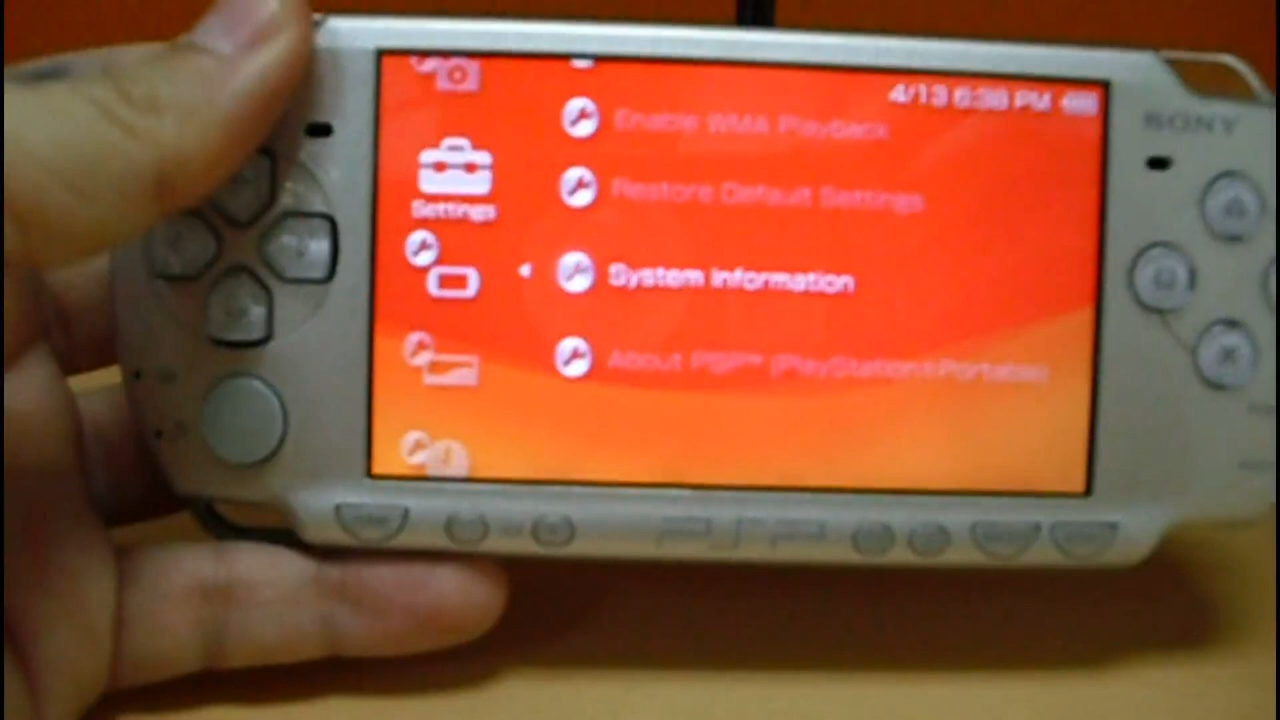 4/13 6:38 PM
SONY
Enable WMA Playback
Restore Default Settings
Settings
System Information
About PSP™ (PlayStation®Portable)
PSP